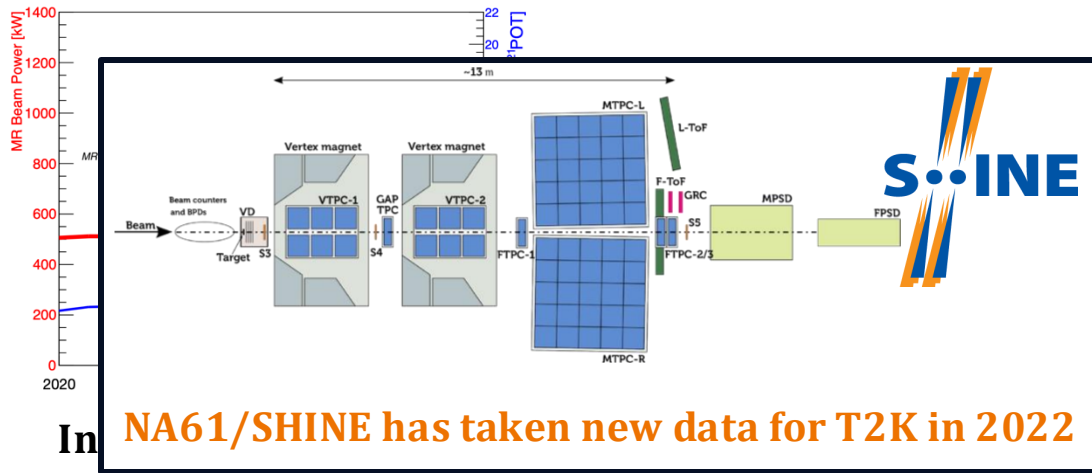 1400
1200
1000
800
600
400
200
0
MR Beam Power [kW]
2020
MR
22
20
²¹POT]
In
~13 m
MTPC-L
L-ToF
Vertex magnet
Vertex magnet
F-ToF
GRC
Beam counters
and BPDs
VD
VTPC-1
GAP
TPC
VTPC-2
MPSD
FPSD
Beam
S5
Target
S3
S4
FTPC-1
FTPC-2/3
MTPC-R
SHINE
NA61/SHINE has taken new data for T2K in 2022